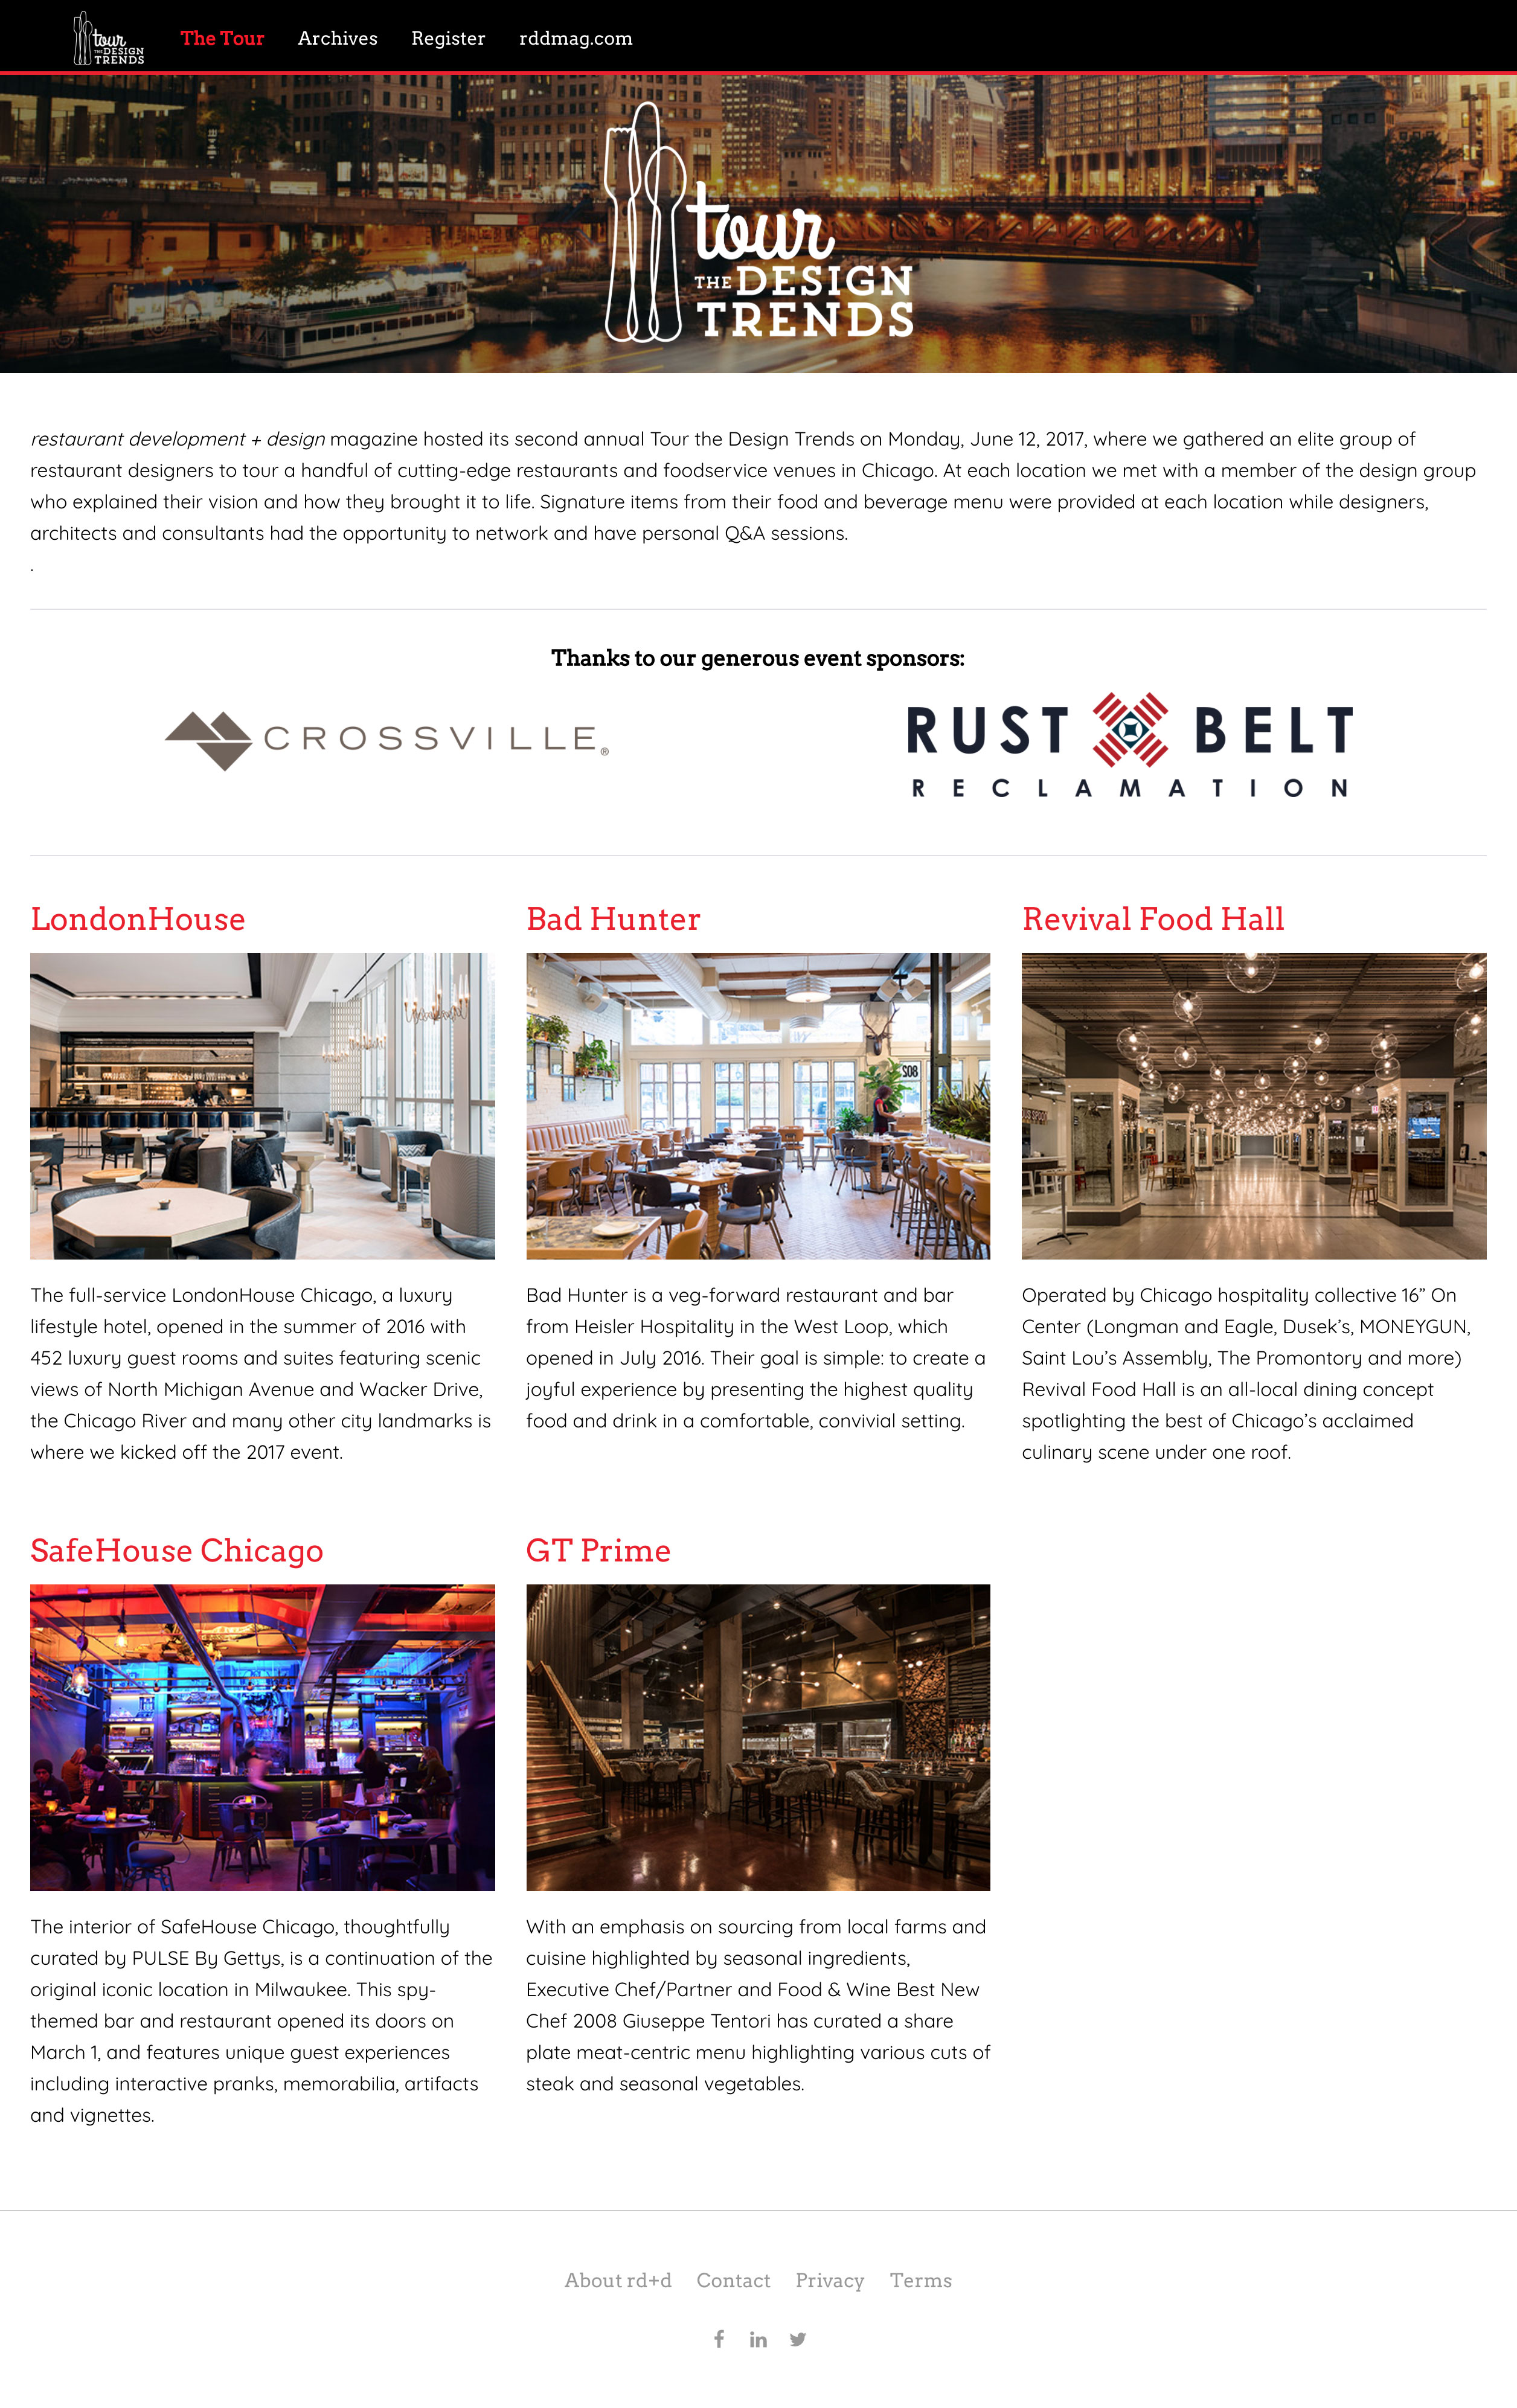 tour
THE DESIGN
TRENDS
The Tour
Archives
Register
rddmag.com
tour
THE DESIGN
TRENDS
restaurant development + design magazine hosted its second annual Tour the Design Trends on Monday, June 12, 2017, where we gathered an elite group of
restaurant designers to tour a handful of cutting-edge restaurants and foodservice venues in Chicago. At each location we met with a member of the design group
who explained their vision and how they brought it to life. Signature items from their food and beverage menu were provided at each location while designers,
architects and consultants had the opportunity to network and have personal Q&A sessions.
.
Thanks to our generous event sponsors:
CROSSVILLE®
RUST BELT
RECLAMATION
LondonHouse
The full-service LondonHouse Chicago, a luxury
lifestyle hotel, opened in the summer of 2016 with
452 luxury guest rooms and suites featuring scenic
views of North Michigan Avenue and Wacker Drive,
the Chicago River and many other city landmarks is
where we kicked off the 2017 event.
Bad Hunter
802
Bad Hunter is a veg-forward restaurant and bar
from Heisler Hospitality in the West Loop, which
opened in July 2016. Their goal is simple: to create a
joyful experience by presenting the highest quality
food and drink in a comfortable, convivial setting.
Revival Food Hall
Operated by Chicago hospitality collective 16” On
Center (Longman and Eagle, Dusek’s, MONEYGUN,
Saint Lou’s Assembly, The Promontory and more)
Revival Food Hall is an all-local dining concept
spotlighting the best of Chicago’s acclaimed
culinary scene under one roof.
SafeHouse Chicago
The interior of SafeHouse Chicago, thoughtfully
curated by PULSE By Gettys, is a continuation of the
original iconic location in Milwaukee. This spy-
themed bar and restaurant opened its doors on
March 1, and features unique guest experiences
including interactive pranks, memorabilia, artifacts
and vignettes.
GT Prime
With an emphasis on sourcing from local farms and
cuisine highlighted by seasonal ingredients,
Executive Chef/Partner and Food & Wine Best New
Chef 2008 Giuseppe Tentori has curated a share
plate meat-centric menu highlighting various cuts of
steak and seasonal vegetables.
About rd+d
Contact
Privacy
Terms